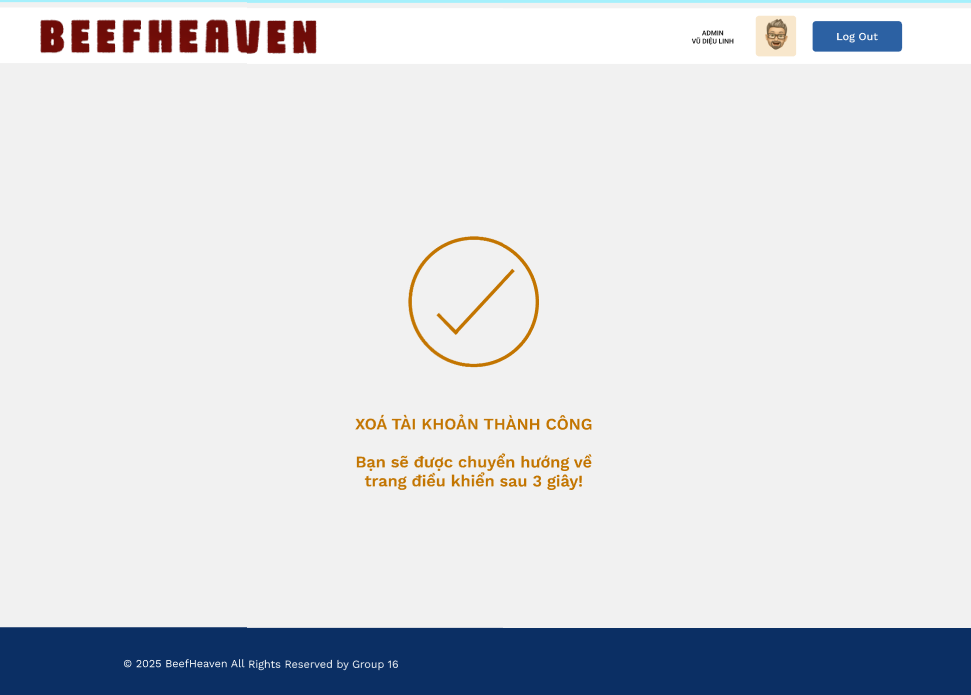 BEEFHEAVEN
ADMIN
VŨ DIỆU LINH
Log Out
XOÁ TÀI KHOẢN THÀNH CÔNG
Bạn sẽ được chuyển hướng về
trang điều khiển sau 3 giây!
© 2025 BeefHeaven All Rights Reserved by Group 16